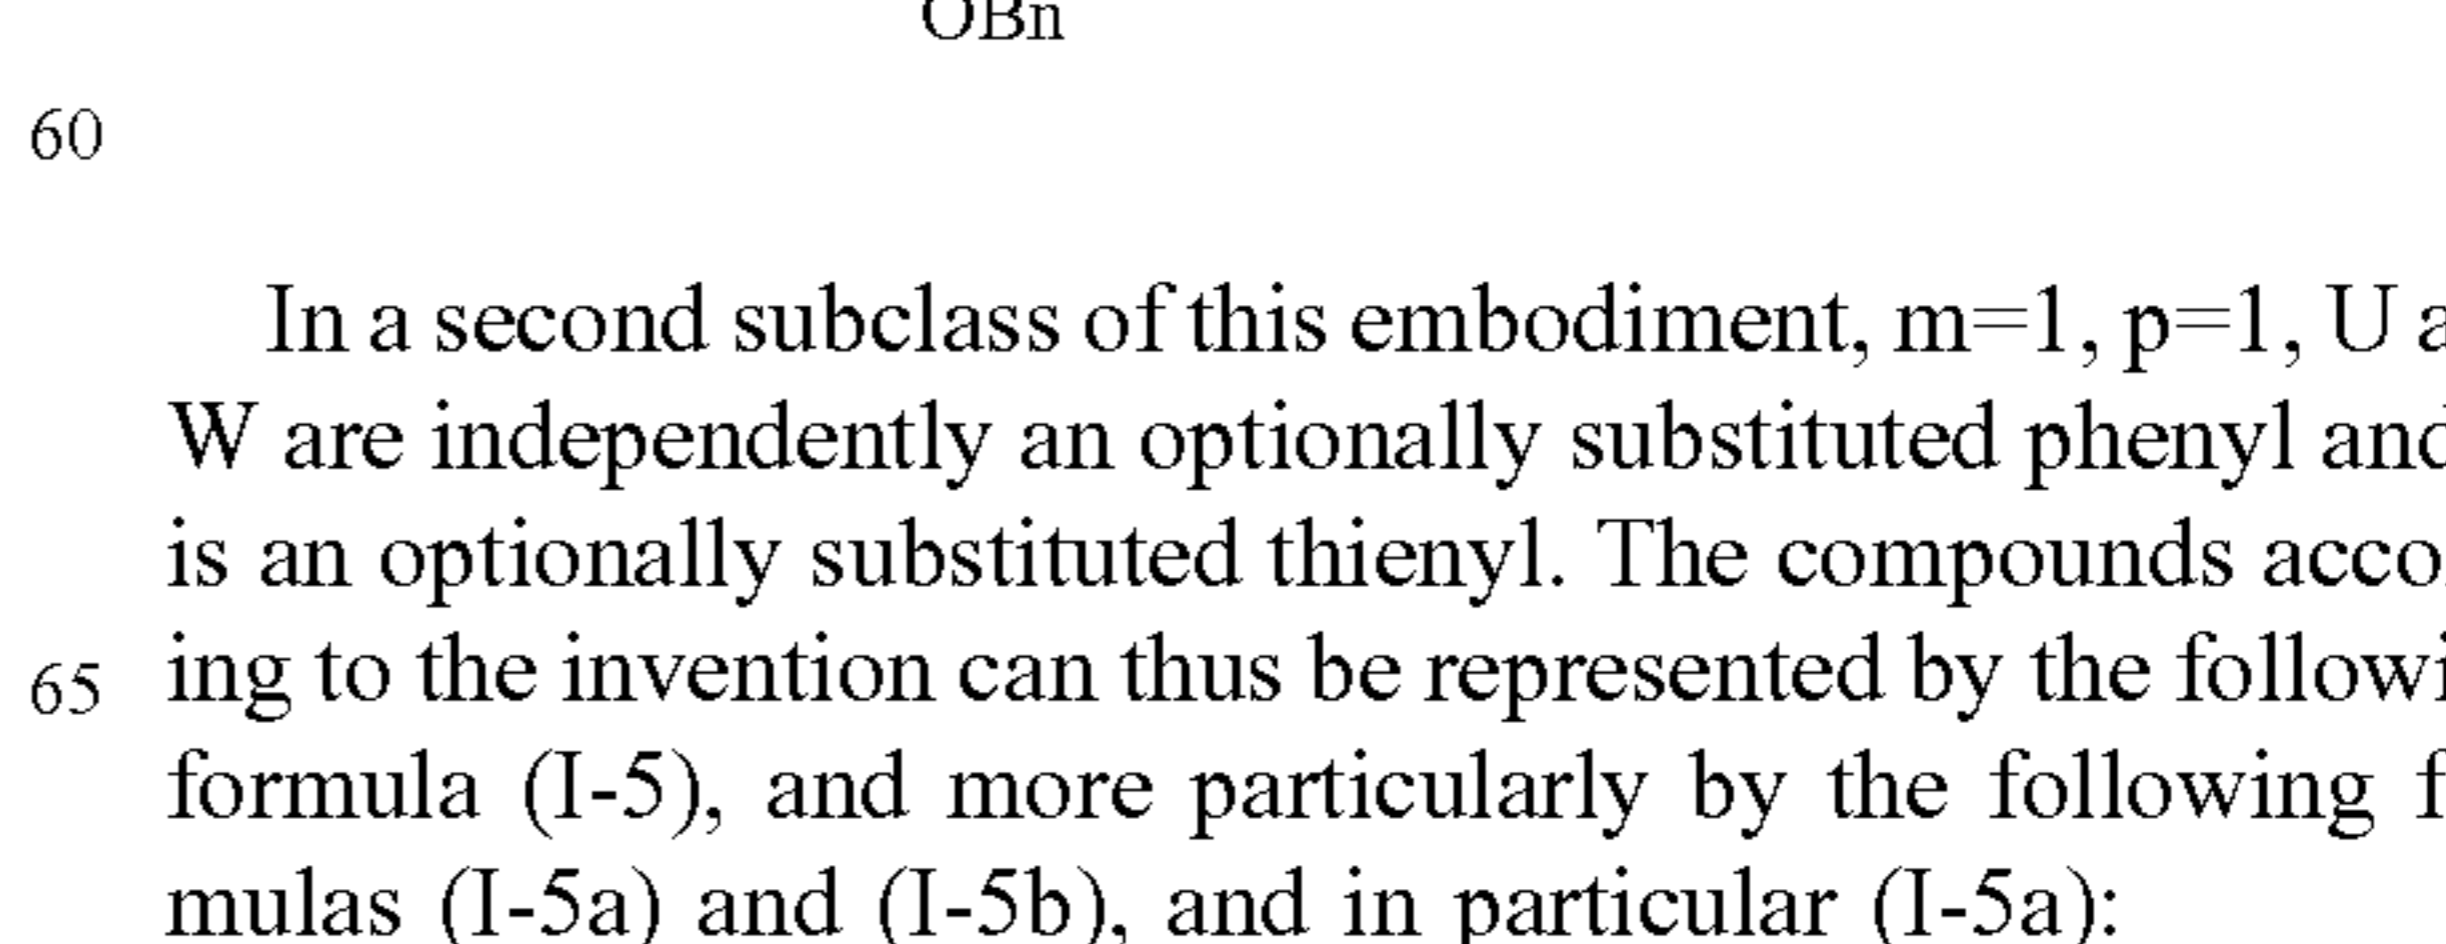 OBn
60
In a second subclass of this embodiment, m=1, p=1, U
W are independently an optionally substituted phenyl and
is an optionally substituted thienyl. The compounds
65 ing to the invention can thus be represented by the
formula (I-5), and more particularly by the following
mulas (I-5a) and (I-5b), and in particular (I-5a):